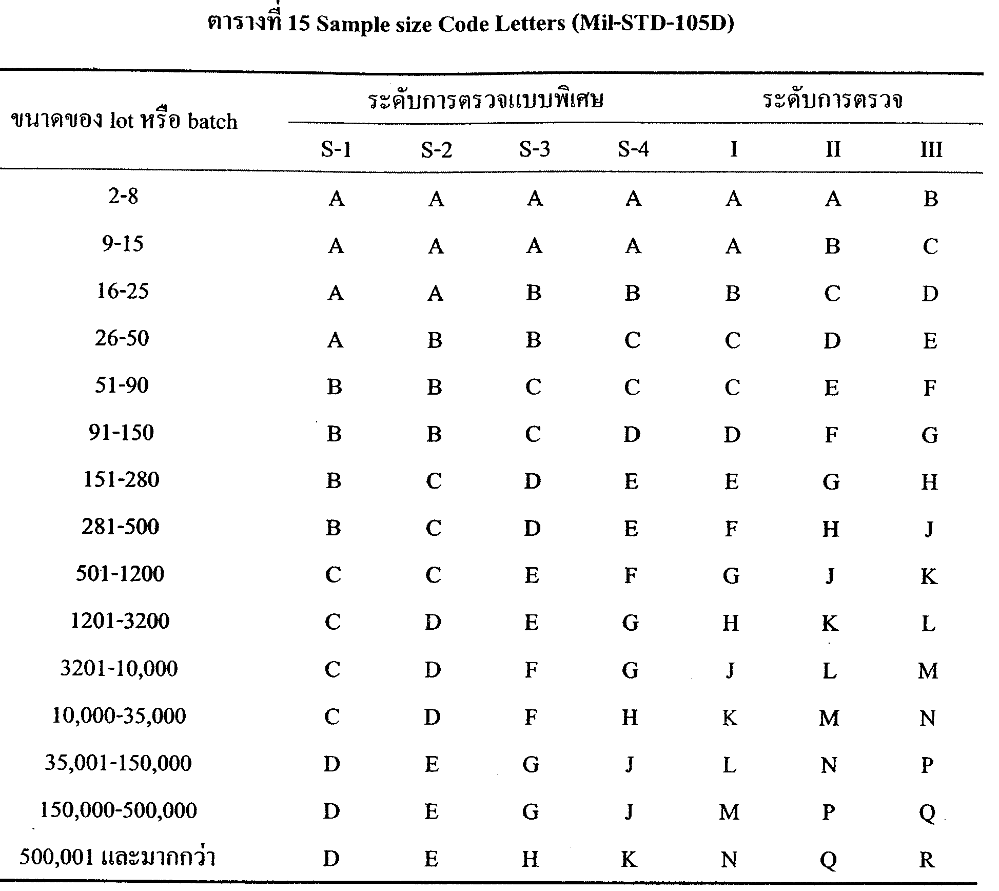 ตารางที่ 15 Sample size Code Letters (Mil-STD-105D)
ขนาดของ lot หรือ batch ระดับการตรวจแบบพิเศษ ระดับการตรวจ
S-1 S-2 S-3 S-4 I II III
2-8 A A A A A A B
9-15 A A A A A B C
16-25 A A B B B C D
26-50 A B B C C D E
51-90 B B C C C E F
91-150 B B C D D F G
151-280 B C D E E G H
281-500 B C D E F H J
501-1200 C C E F G J K
1201-3200 C D E G H K L
3201-10,000 C D F G J L M
10,000-35,000 C D F H K M N
35,001-150,000 D E G J L N P
150,000-500,000 D E G J M P Q
500,001 และมากกว่า D E H K N Q R